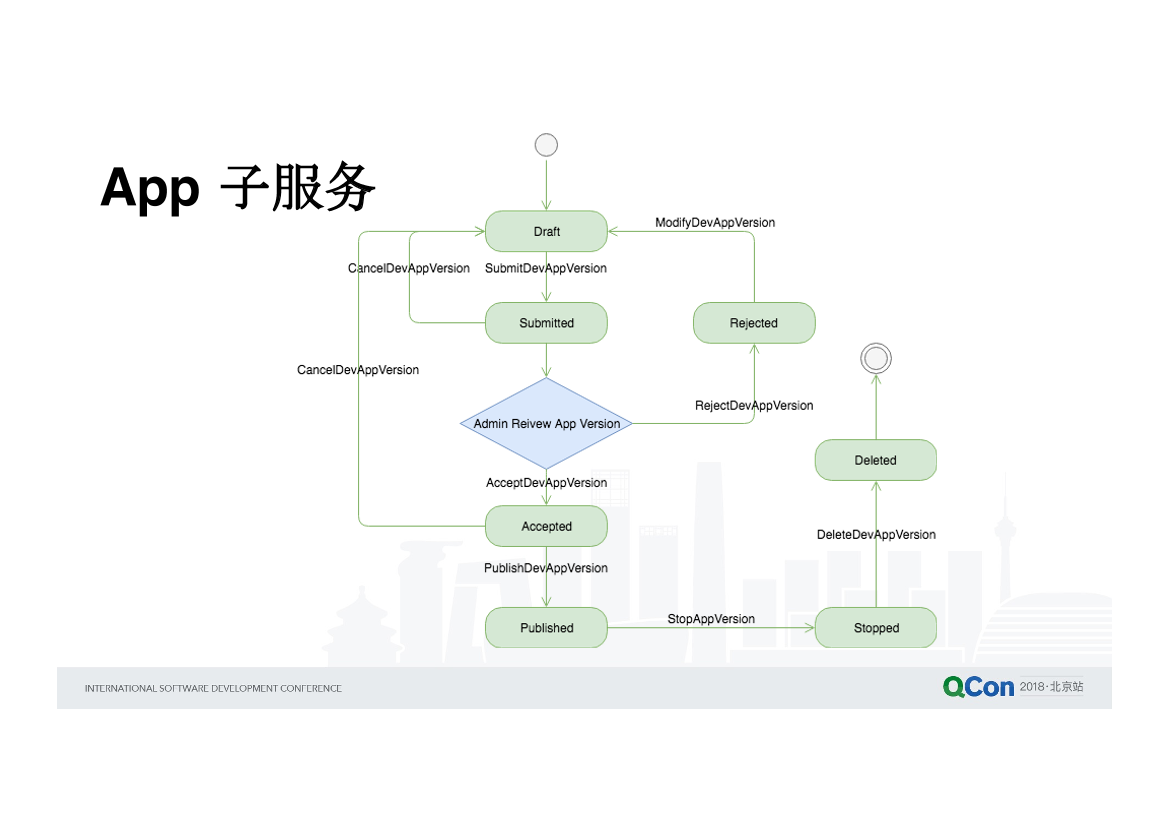 App 子服务
ModifyDevAppVersion
Draft
CancelDevAppVersion
SubmitDevAppVersion
Submitted
Rejected
CancelDevAppVersion
RejectDevAppVersion
Admin Reivew App Version
Deleted
AcceptDevAppVersion
Accepted
DeleteDevAppVersion
PublishDevAppVersion
StopAppVersion
Published
Stopped
INTERNATIONAL SOFTWARE DEVELOPMENT CONFERENCE
QCon 2018·北京站